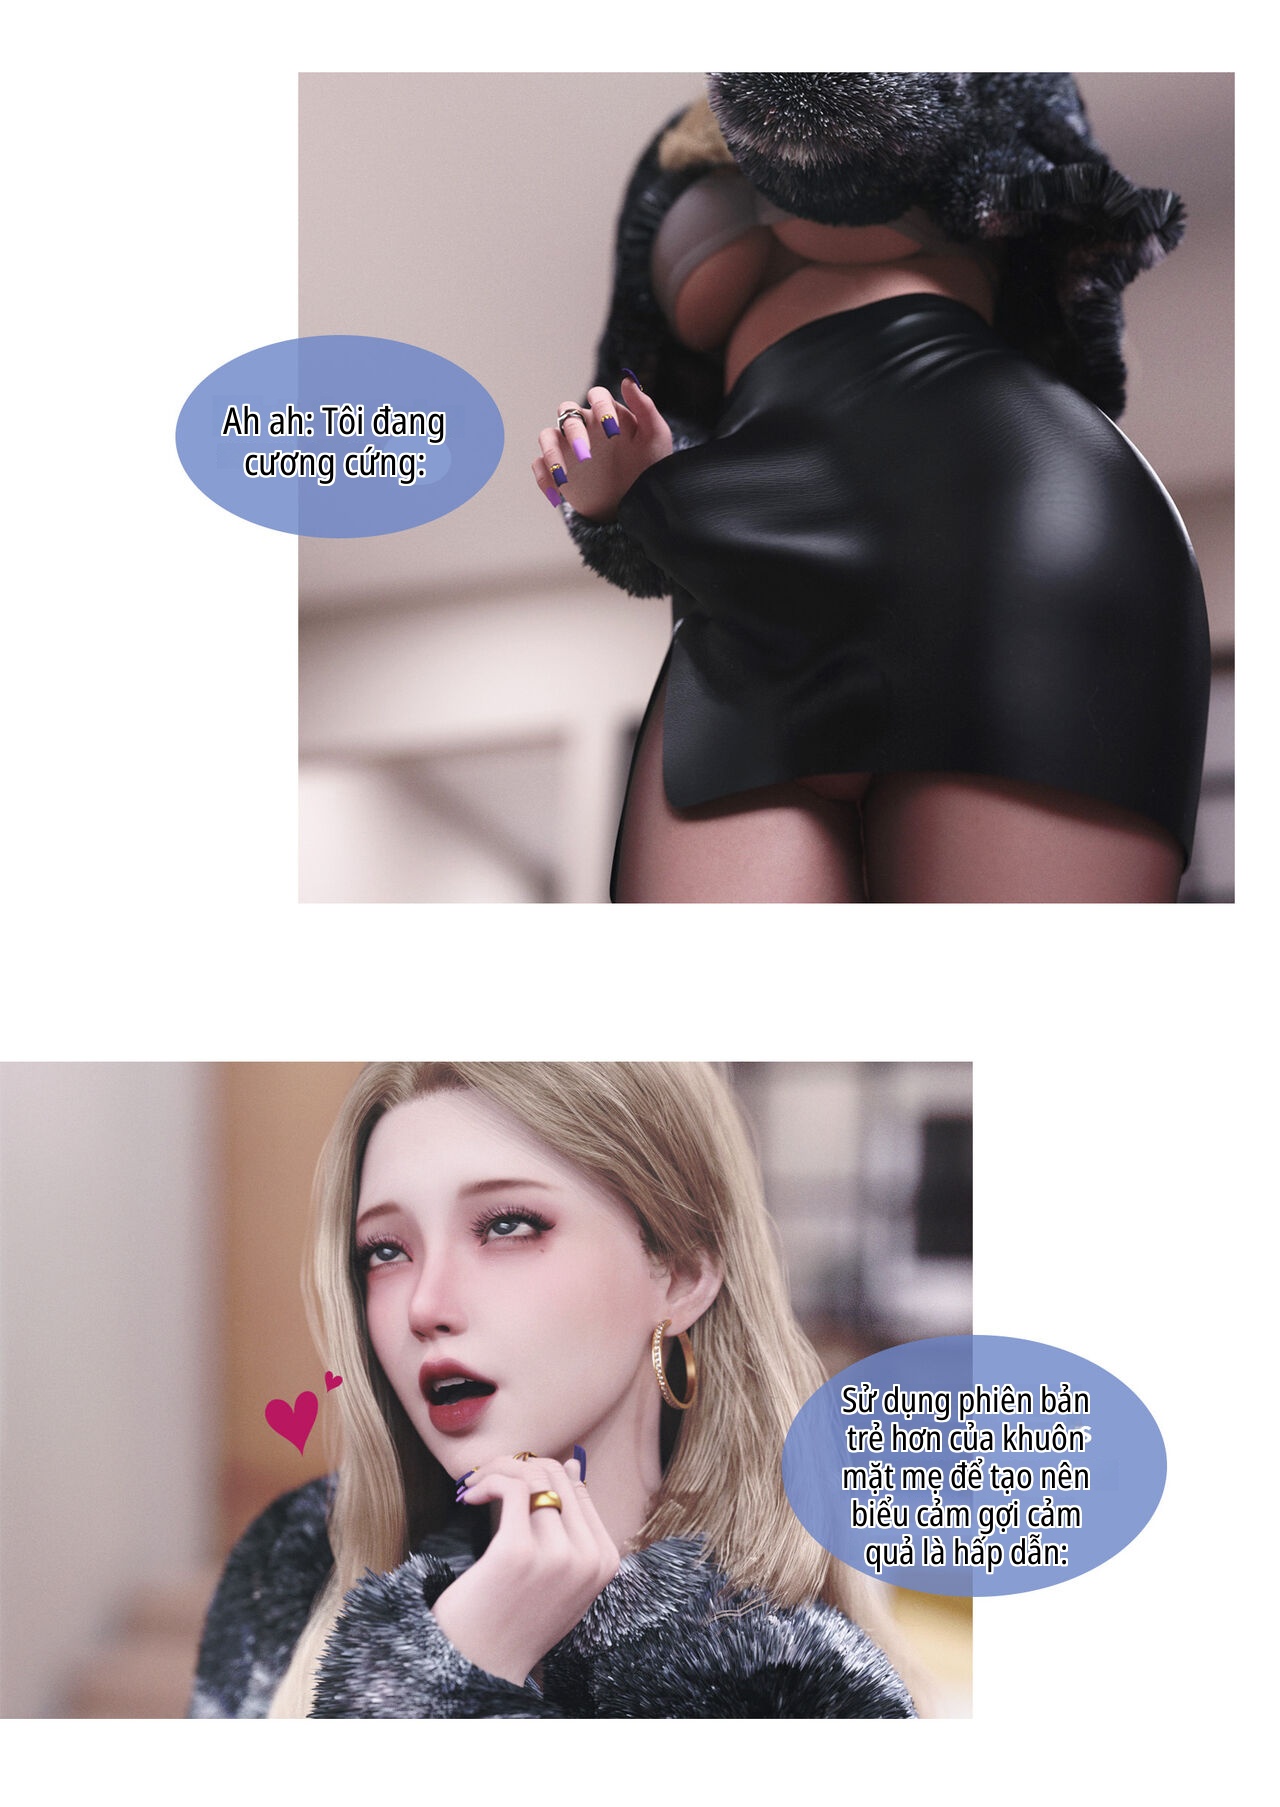 Ah ah: Tôi đang
cương cứng:
Sử dụng phiên bản
trẻ hơn của khuôn
mặt mẹ để tạo nên
biểu cảm gợi cảm
quả là hấp dẫn: